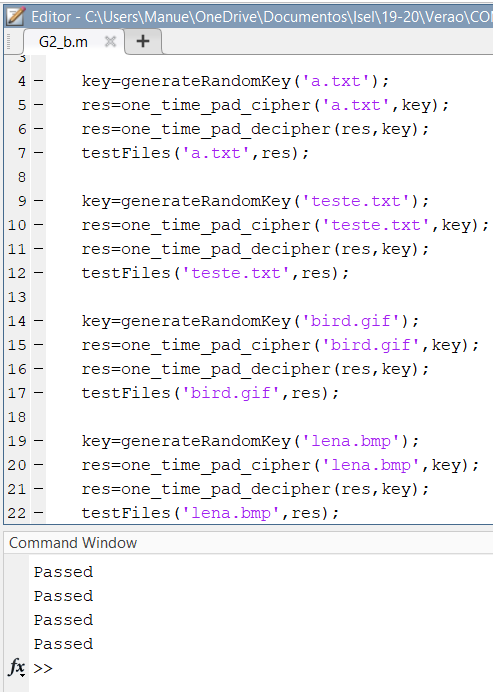 Editor - C:\Users\Manue\OneDrive\Documentos\Isel\19-20\Verao\CO
G2_b.m
3
4 – key=generateRandomKey('a.txt');
5 – res=one_time_pad_cipher('a.txt',key);
6 – res=one_time_pad_decipher(res,key);
7 – testFiles('a.txt',res);
8
9 – key=generateRandomKey('teste.txt');
10 – res=one_time_pad_cipher('teste.txt',key);
11 – res=one_time_pad_decipher(res,key);
12 – testFiles('teste.txt',res);
13
14 – key=generateRandomKey('bird.gif');
15 – res=one_time_pad_cipher('bird.gif',key);
16 – res=one_time_pad_decipher(res,key);
17 – testFiles('bird.gif',res);
18
19 – key=generateRandomKey('lena.bmp');
20 – res=one_time_pad_cipher('lena.bmp',key);
21 – res=one_time_pad_decipher(res,key);
22 – testFiles('lena.bmp',res);
Command Window
Passed
Passed
Passed
Passed
fx >>